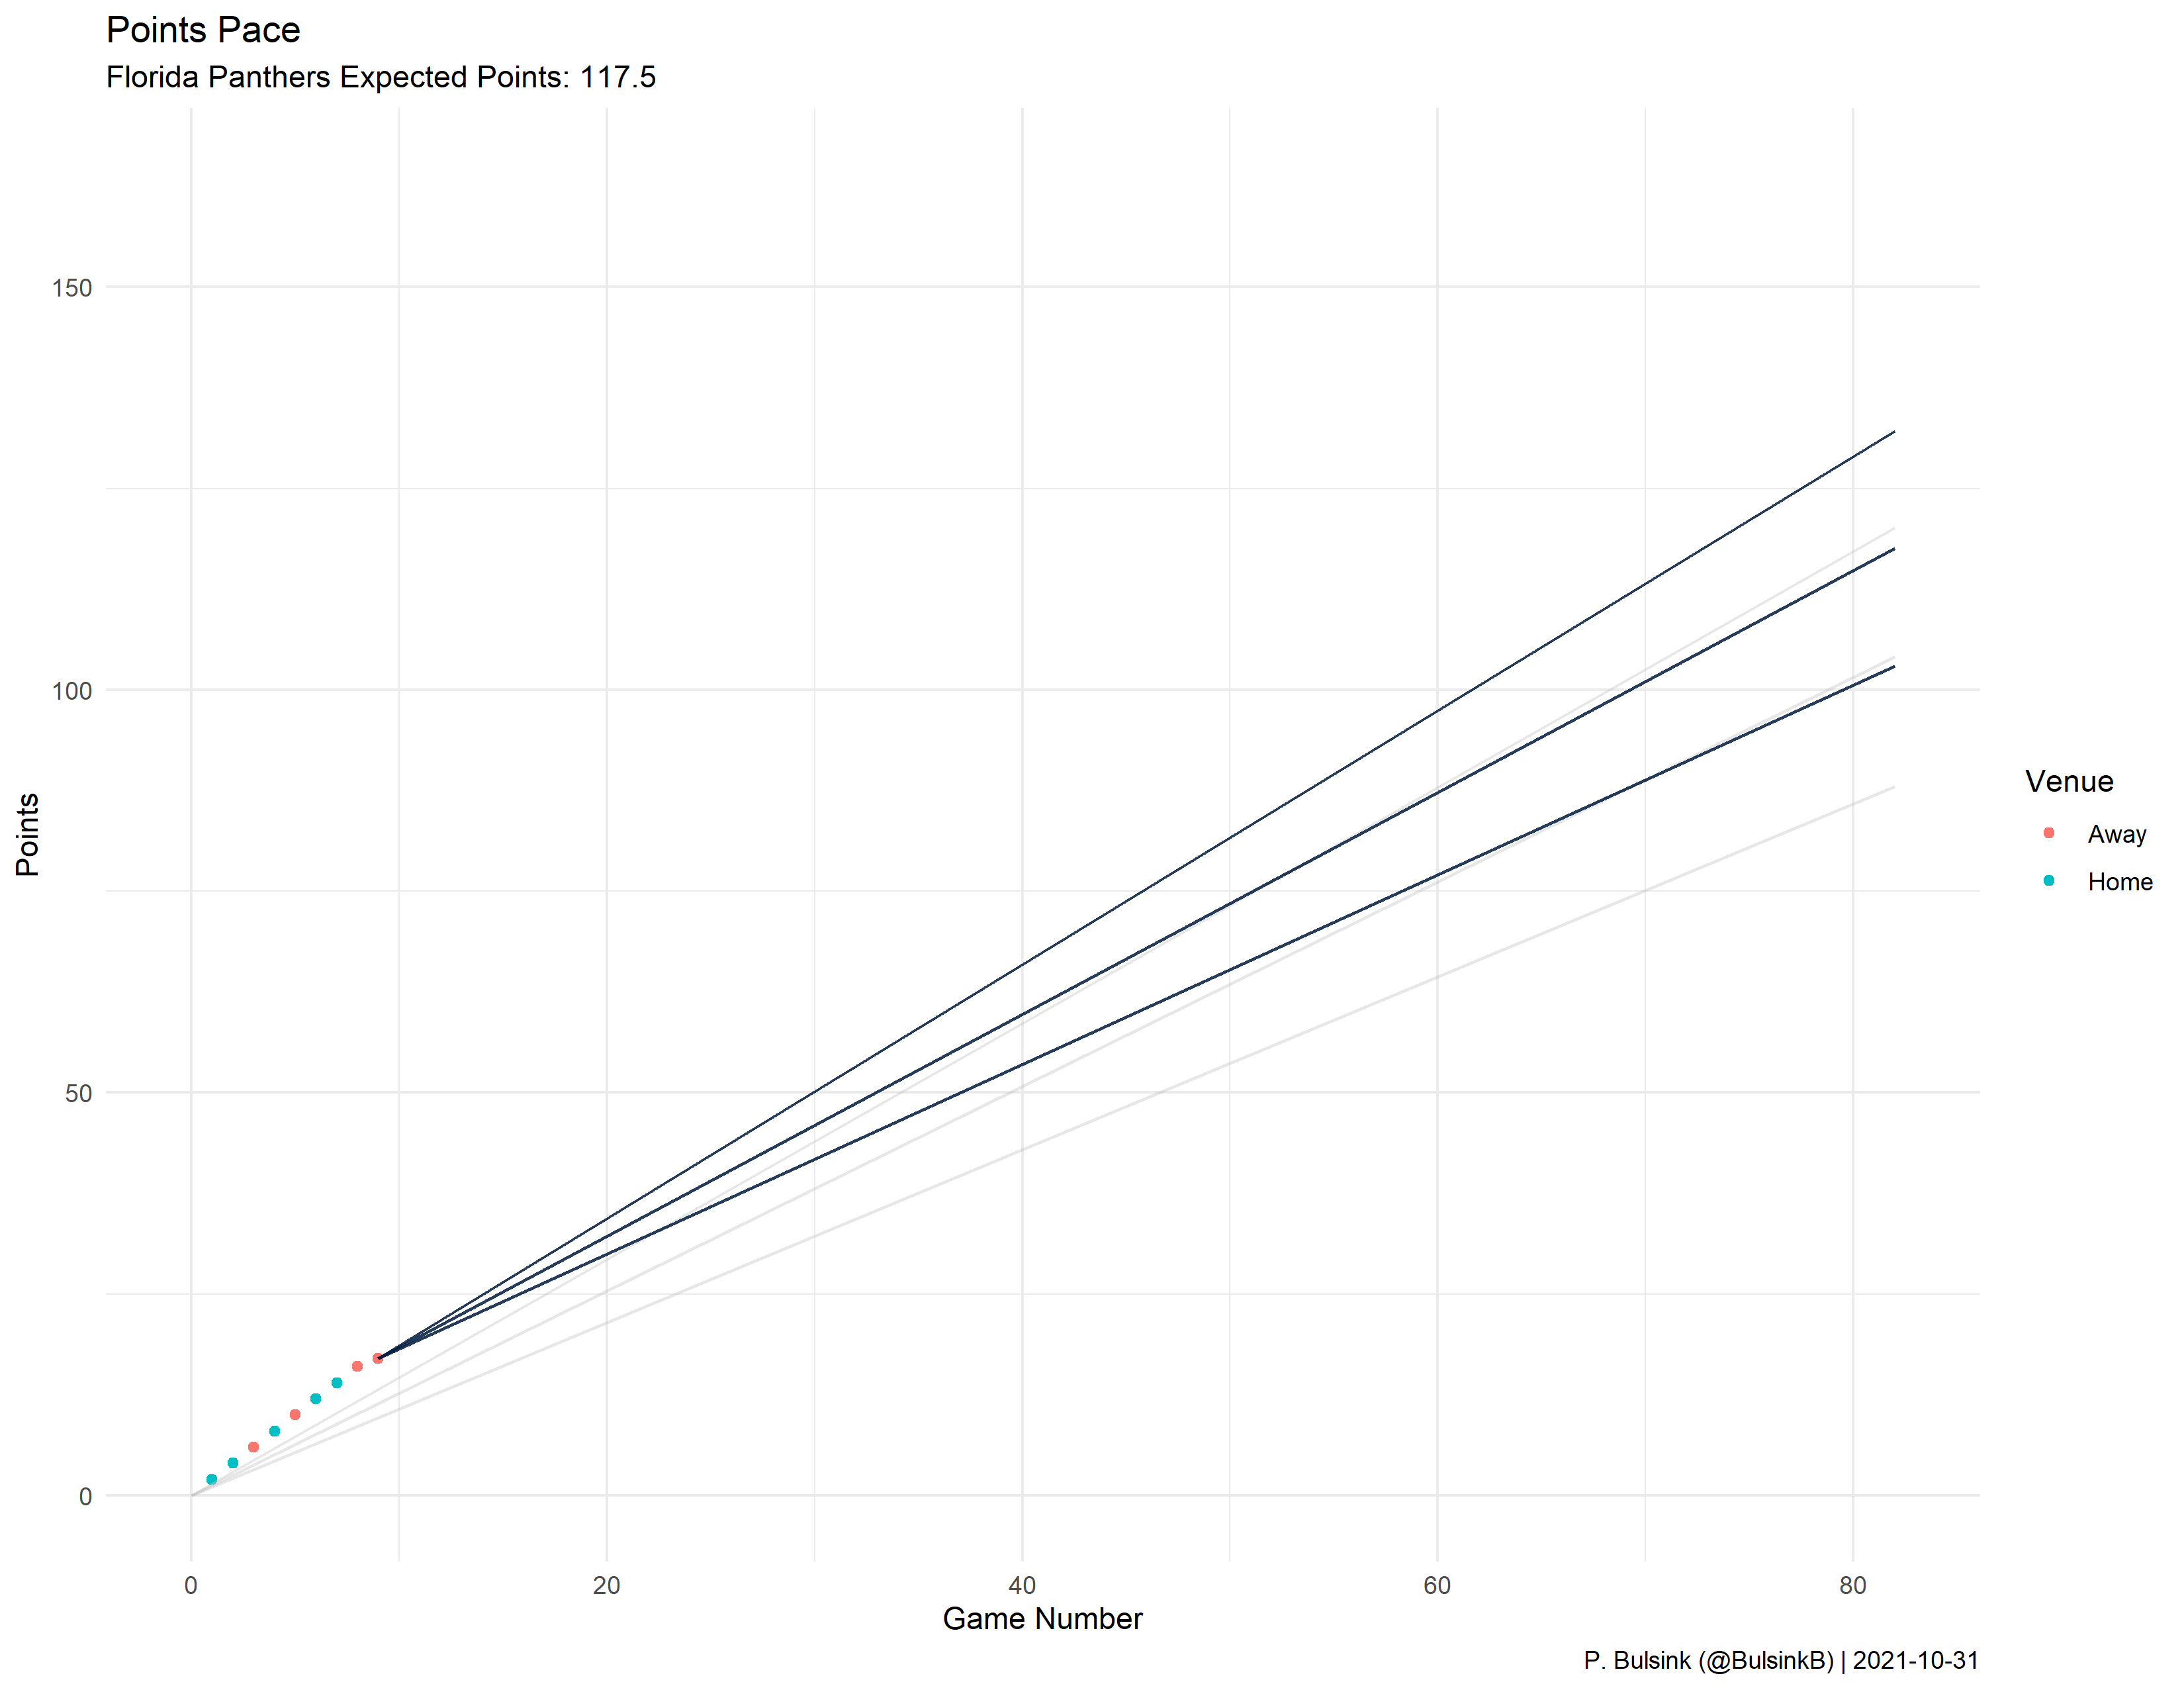 Points Pace
Florida Panthers Expected Points: 117.5
150
100
50
0
Points
0 20 40 60 80
Game Number
Venue
Away
Home
P. Bulsink (@BulsinkB) | 2021-10-31